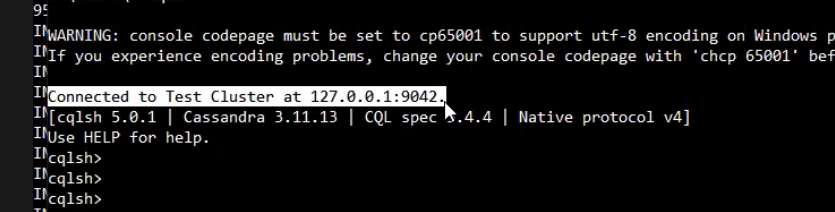 95
WARNING: console codepage must be set to cp65001 to support utf-8 encoding on Windows p
If you experience encoding problems, change your console codepage with 'chcp 65001' bef
Connected to Test Cluster at 127.0.0.1:9042.
[cqlsh 5.0.1 | Cassandra 3.11.13 | CQL spec 3.4.4 | Native protocol v4]
Use HELP for help.
cqlsh>
cqlsh>
cqlsh>